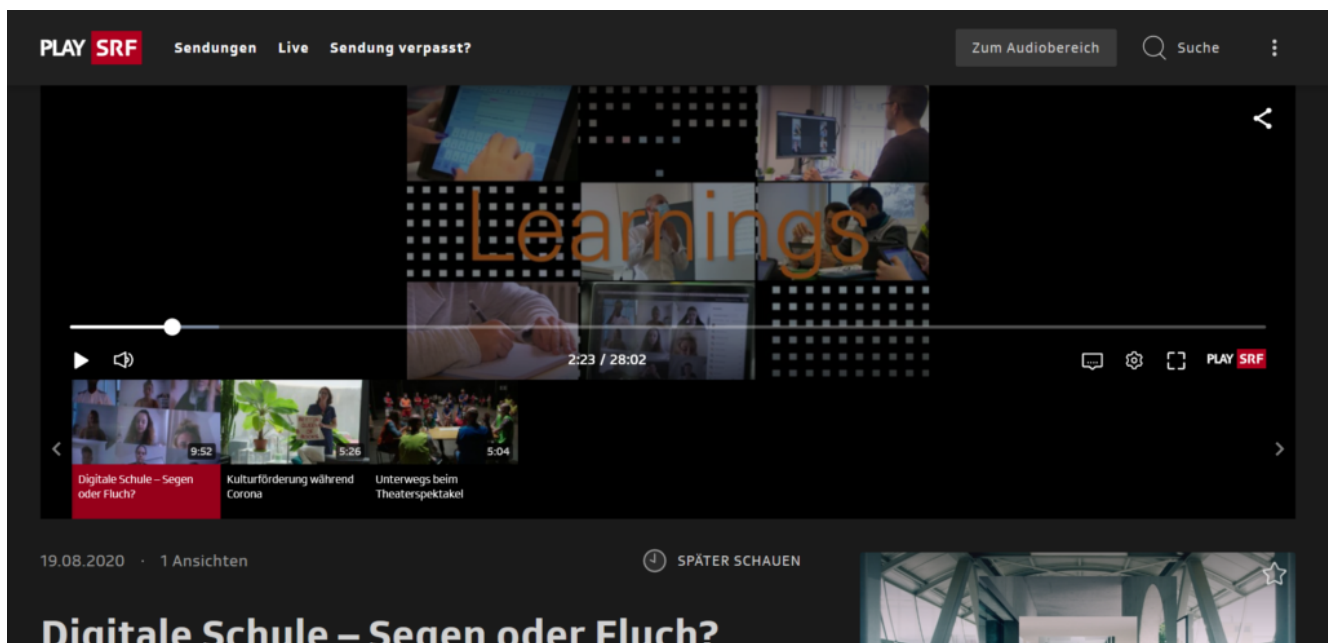 PLAY SRF Sendungen Live Sendung verpasst? Zum Audiobereich Suche
Learnings
2:23 / 28:02 PLAY SRF
9:52 5:26 5:04
Digitale Schule – Segen
oder Fluch?
Kulturförderung während
Corona
Unterwegs beim
Theaterspektakel
19.08.2020 · 1 Ansichten SPÄTER SCHAUEN
Digitale Schule – Segen oder Fluch?